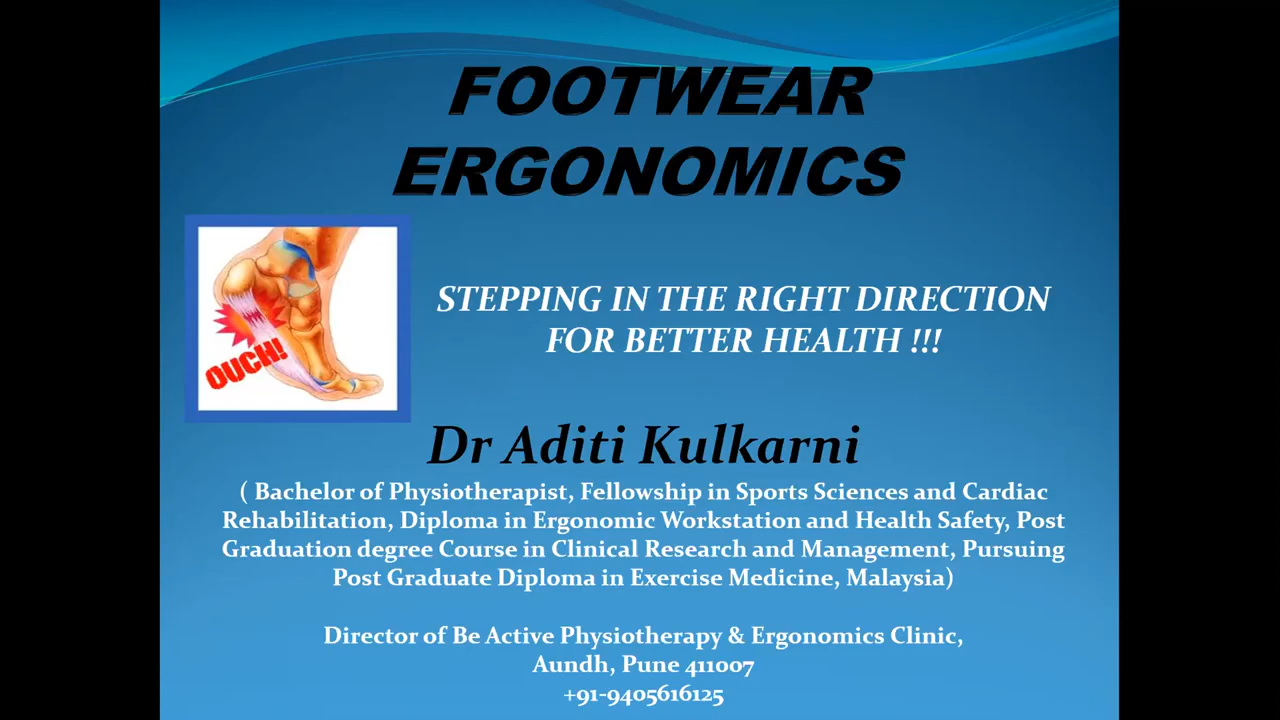 FOOTWEAR
ERGONOMICS
OUCH!
STEPPING IN THE RIGHT DIRECTION
FOR BETTER HEALTH !!!
Dr Aditi Kulkarni
( Bachelor of Physiotherapist, Fellowship in Sports Sciences and Cardiac
Rehabilitation, Diploma in Ergonomic Workstation and Health Safety, Post
Graduation degree Course in Clinical Research and Management, Pursuing
Post Graduate Diploma in Exercise Medicine, Malaysia)
Director of Be Active Physiotherapy & Ergonomics Clinic,
Aundh, Pune 411007
+91-9405616125